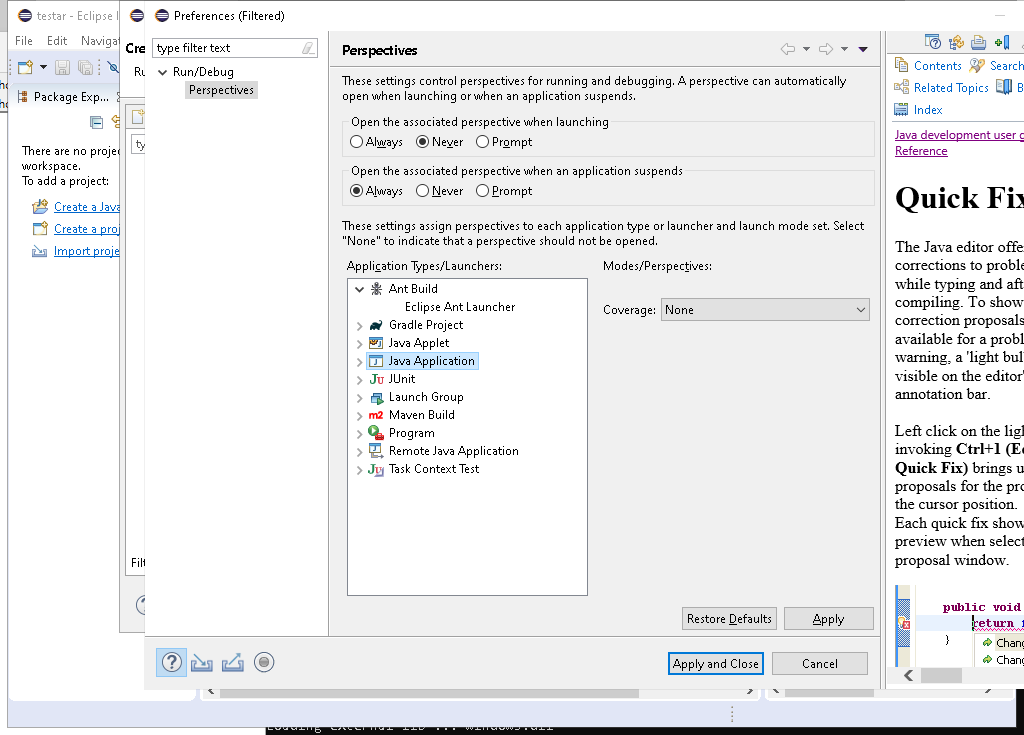 testar - Eclipse I
Preferences (Filtered)
File Edit Navigat
Cre
type filter text
Perspectives
Ru
Run/Debug
Perspectives
These settings control perspectives for running and debugging. A perspective can automatically
open when launching or when an application suspends.
Contents
Search
Related Topics
B
Package Exp...
Index
Open the associated perspective when launching
Always Never Prompt
Java development user g
Reference
ty
There are no projec
workspace.
To add a project:
Open the associated perspective when an application suspends
Always Never Prompt
Quick Fix
Create a Java
Create a proj
Import proje
These settings assign perspectives to each application type or launcher and launch mode set. Select
"None" to indicate that a perspective should not be opened.
Application Types/Launchers:
Modes/Perspectives:
Ant Build
Eclipse Ant Launcher
Gradle Project
Java Applet
Java Application
JUnit
Launch Group
Maven Build
Program
Remote Java Application
Task Context Test
Coverage: None
The Java editor offe
corrections to proble
while typing and aft
compiling. To show
correction proposals
available for a probl
warning, a 'light bul
visible on the editor'
annotation bar.
Left click on the ligh
invoking Ctrl+1 (Ed
Quick Fix) brings u
proposals for the pro
the cursor position.
Each quick fix show
preview when select
proposal window.
Filt
public void
return f
}
Chang
Chang
Restore Defaults
Apply
Apply and Close
Cancel
Loading external lib ... windows.dll